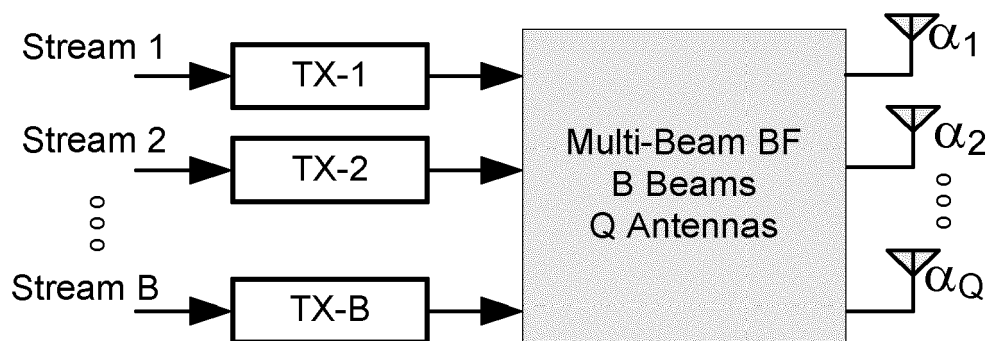 Stream 1
TX-1
α1
Stream 2
TX-2
α2
Multi-Beam BF
B Beams
Q Antennas
Stream B
TX-B
αQ